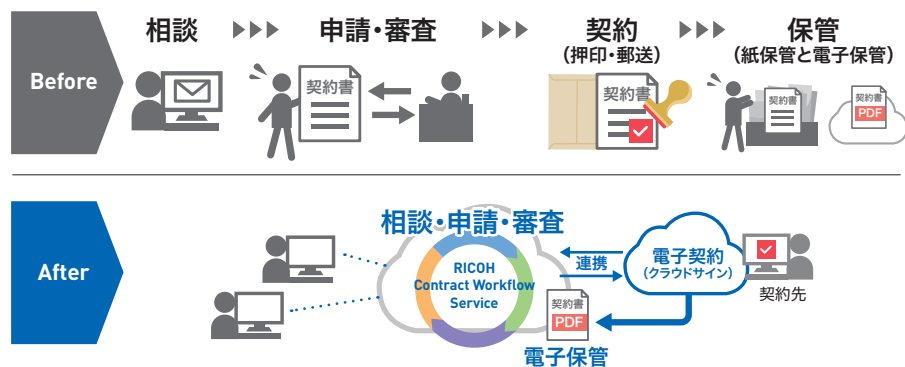 相談
申請・審査
契約
(押印・郵送)
保管
(紙保管と電子保管)
Before
契約書
契約書
契約書
契約書
PDF
After
相談・申請・審査
RICOH
Contract Workflow
Service
連携
電子契約
(クラウドサイン)
契約先
契約書
PDF
電子保管